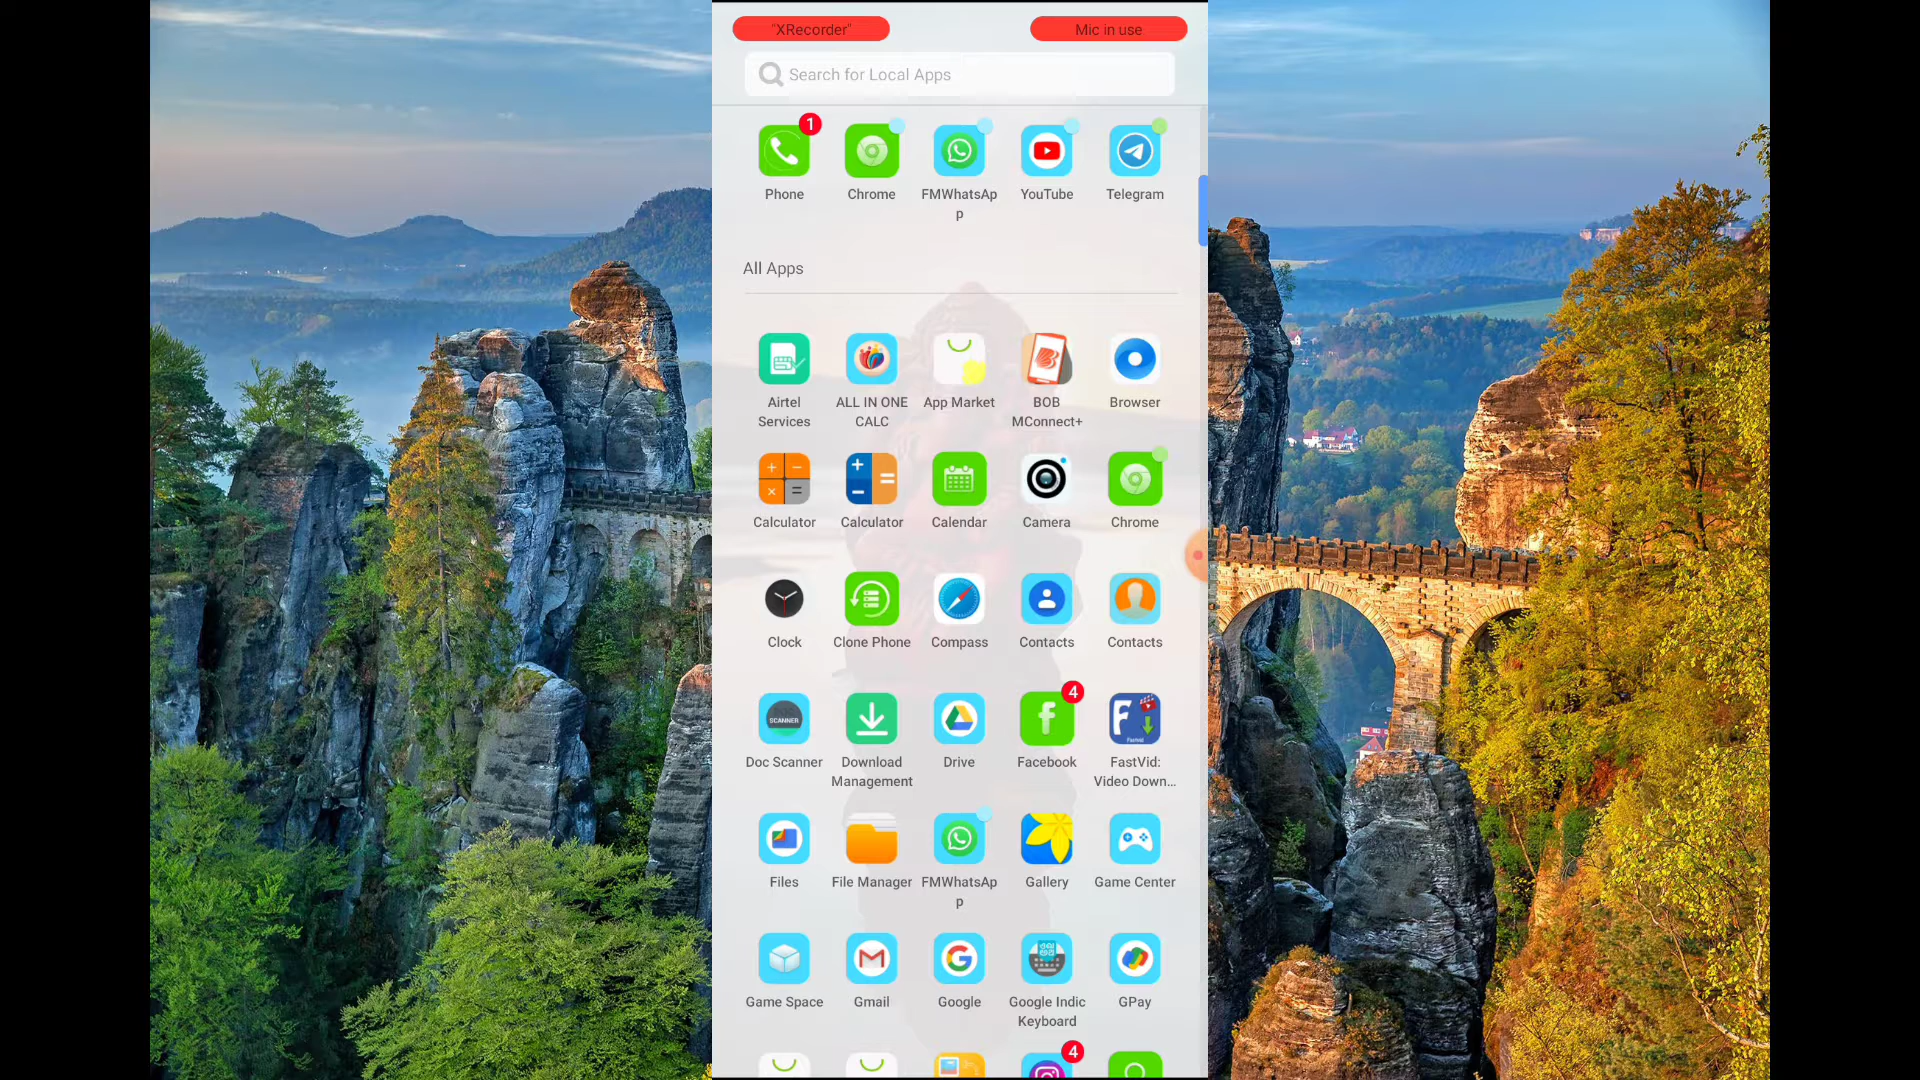 "XRecorder"
Mic in use
Search for Local Apps
1
Phone
Chrome
FMWhatsAp
p
YouTube
Telegram
All Apps
Airtel
Services
ALL IN ONE
CALC
App Market
BOB
MConnect+
Browser
Calculator
Calculator
Calendar
Camera
Chrome
Clock
Clone Phone
Compass
Contacts
Contacts
SCANNER
Doc Scanner
Download
Management
Drive
4
Facebook
F
FastVid:
Video Down...
Files
File Manager
FMWhatsAp
p
Gallery
Game Center
Game Space
Gmail
Google
Google Indic
Keyboard
GPay
4